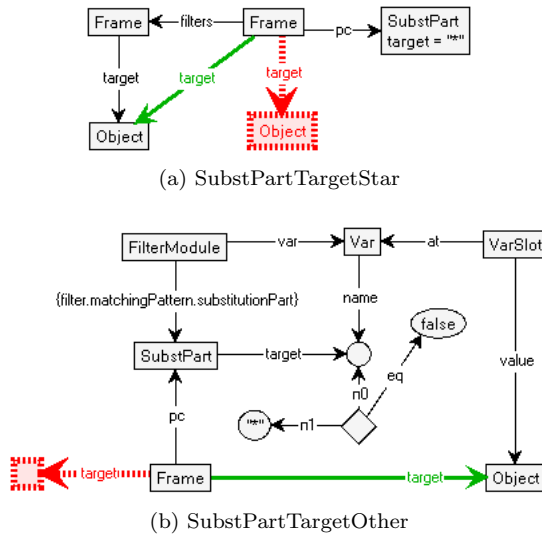 Frame
filters
Frame
pc
SubstPart
target = "*"
target
target
target
Object
Object
(a) SubstPartTargetStar
FilterModule
var
Var
at
VarSlot
{filter.matchingPattern.substitutionPart}
name
false
SubstPart
target
eq
value
n0
pc
"*"
n1
target
Frame
target
Object
(b) SubstPartTargetOther